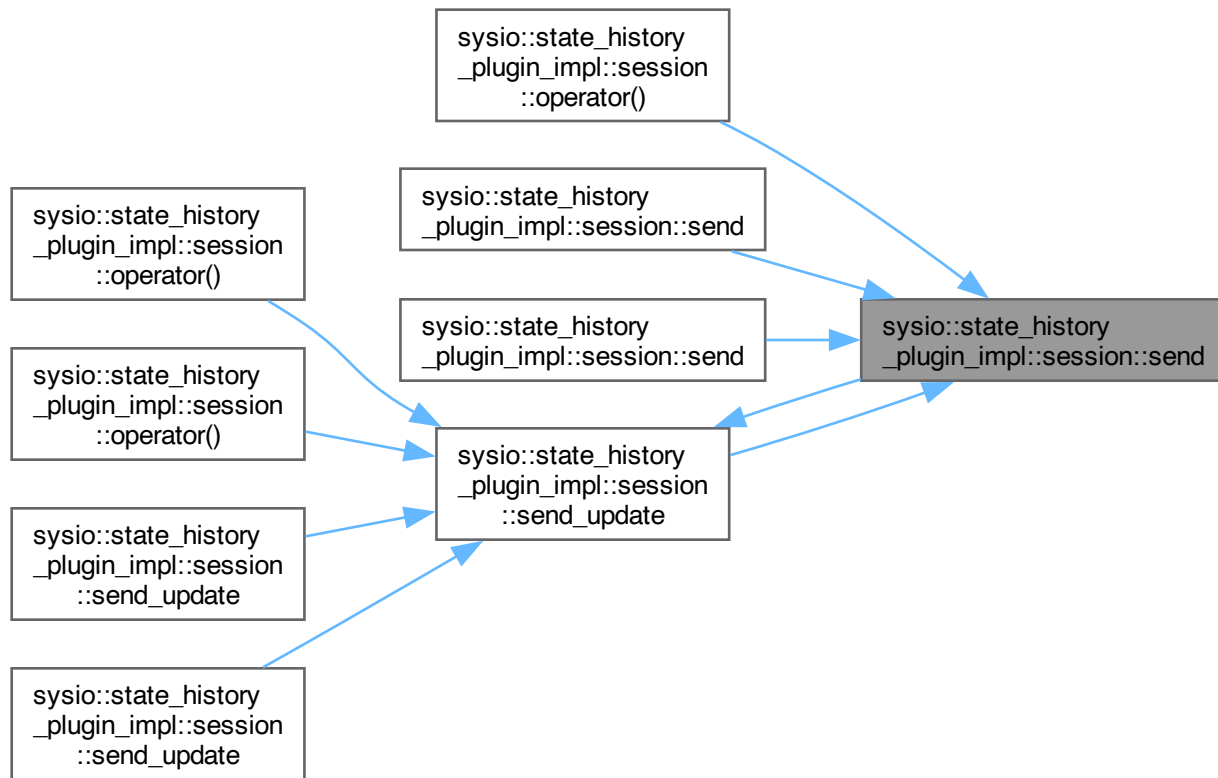 sysio::state_history
_plugin_impl::session
::operator()
sysio::state_history
_plugin_impl::session::send
sysio::state_history
_plugin_impl::session
::operator()
sysio::state_history
_plugin_impl::session::send
sysio::state_history
_plugin_impl::session::send
sysio::state_history
_plugin_impl::session
::operator()
sysio::state_history
_plugin_impl::session
::send_update
sysio::state_history
_plugin_impl::session
::send_update
sysio::state_history
_plugin_impl::session
::send_update